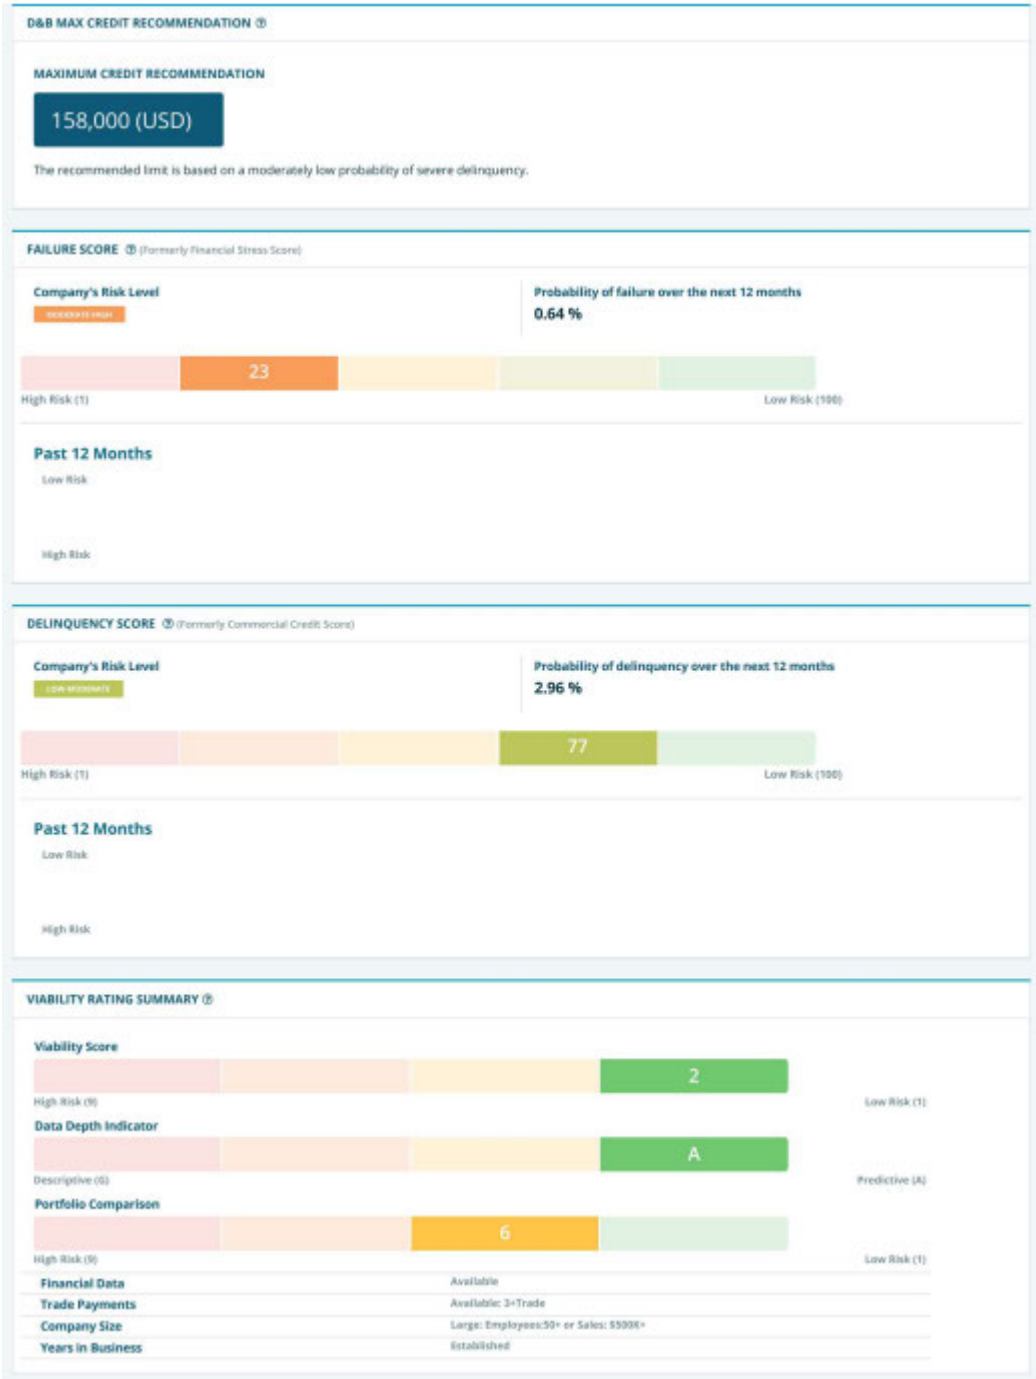 D&B MAX CREDIT RECOMMENDATION ?
MAXIMUM CREDIT RECOMMENDATION
158,000 (USD)
The recommended limit is based on a moderately low probability of severe delinquency.
FAILURE SCORE ? (Formerly Financial Stress Score)
Company's Risk Level
MODERATE-HIGH
Probability of failure over the next 12 months
0.64 %
23
High Risk (1)
Low Risk (100)
Past 12 Months
Low Risk
High Risk
DELINQUENCY SCORE ? (Formerly Commercial Credit Score)
Company's Risk Level
LOW-MODERATE
Probability of delinquency over the next 12 months
2.96 %
77
High Risk (1)
Low Risk (100)
Past 12 Months
Low Risk
High Risk
VIABILITY RATING SUMMARY ?
Viability Score
2
High Risk (9)
Low Risk (1)
Data Depth Indicator
A
Descriptive (G)
Predictive (A)
Portfolio Comparison
6
High Risk (9)
Low Risk (1)
Financial Data Available
Trade Payments Available: 3+Trade
Company Size Large: Employees:50+ or Sales: $500K+
Years in Business Established